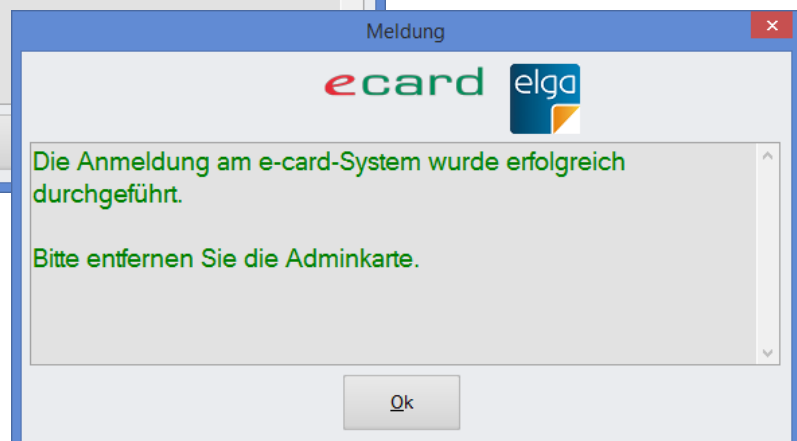 Meldung
ecard elga
Die Anmeldung am e-card-System wurde erfolgreich
durchgeführt.
Bitte entfernen Sie die Adminkarte.
Ok